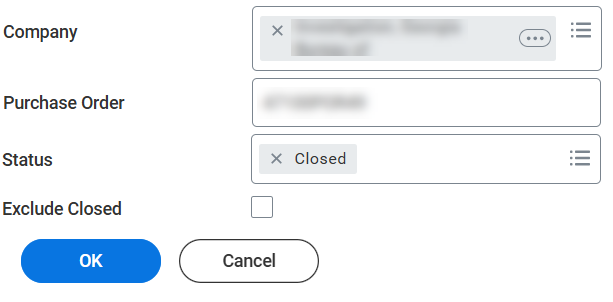 Company
Purchase Order
Status
Closed
Exclude Closed
OK
Cancel